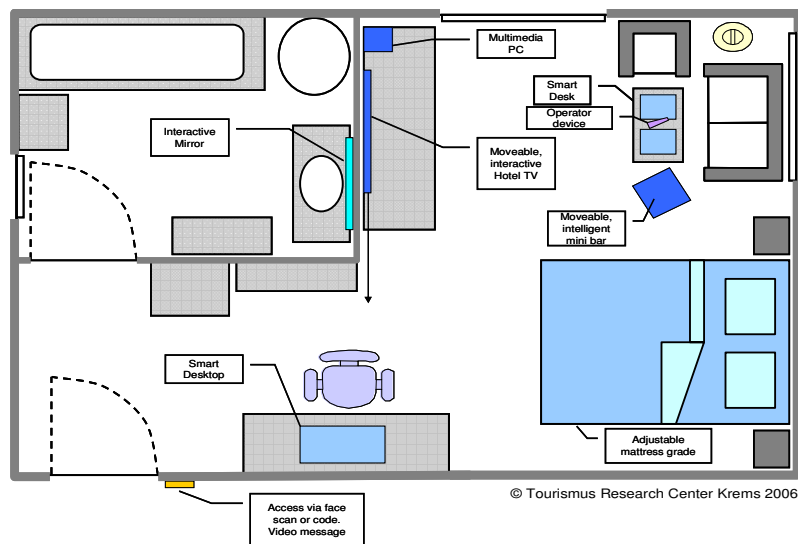 Multimedia
PC
Smart
Desk
Operator
device
Interactive
Mirror
Moveable,
interactive
Hotel TV
Moveable,
intelligent
mini bar
Smart
Desktop
Adjustable
mattress grade
© Tourismus Research Center Krems 2006
Access via face
scan or code.
Video message